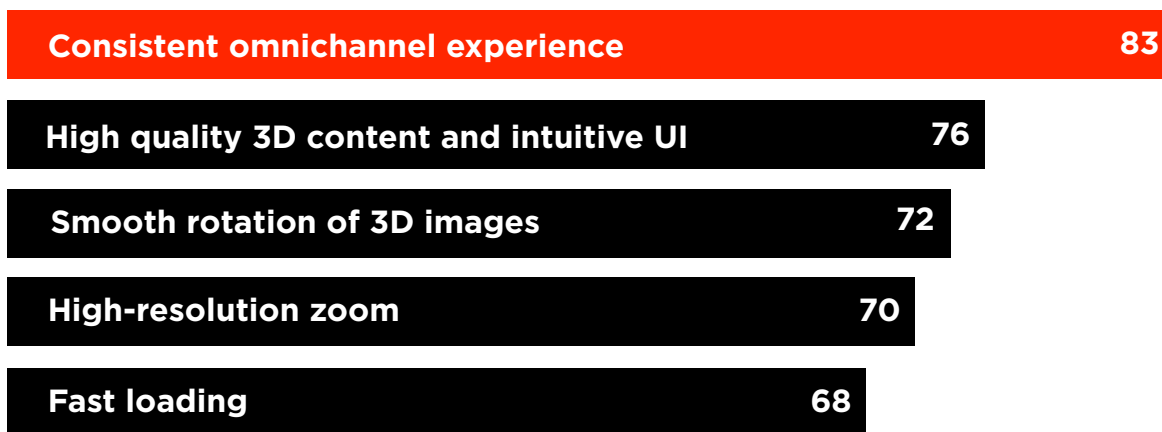 Consistent omnichannel experience 83
High quality 3D content and intuitive UI 76
Smooth rotation of 3D images 72
High-resolution zoom 70
Fast loading 68